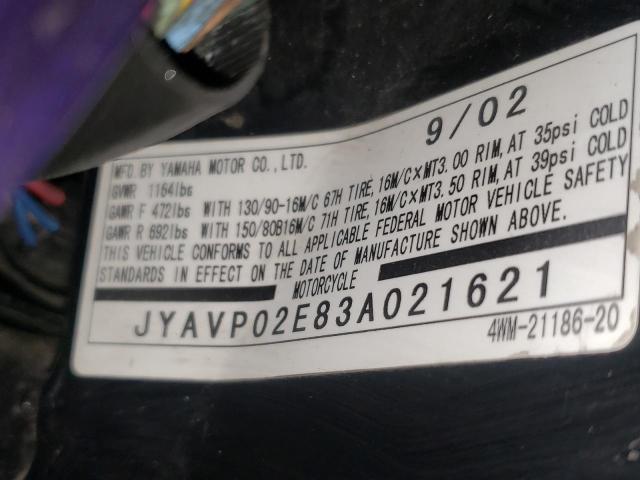 9/02
MFD. BY YAMAHA MOTOR CO., LTD.
GVWR 1164lbs
GAWR F 472lbs WITH 130/90-16M/C 67H TIRE, 16M/C×MT3.00 RIM, AT 35psi COLD
GAWR R 692lbs WITH 150/80B16M/C 71H TIRE, 16M/C×MT3.50 RIM, AT 39psi COLD
THIS VEHICLE CONFORMS TO ALL APPLICABLE FEDERAL MOTOR VEHICLE SAFETY
STANDARDS IN EFFECT ON THE DATE OF MANUFACTURE SHOWN ABOVE.
MOTORCYCLE
JYAVP02E83A021621
4WM-21186-20